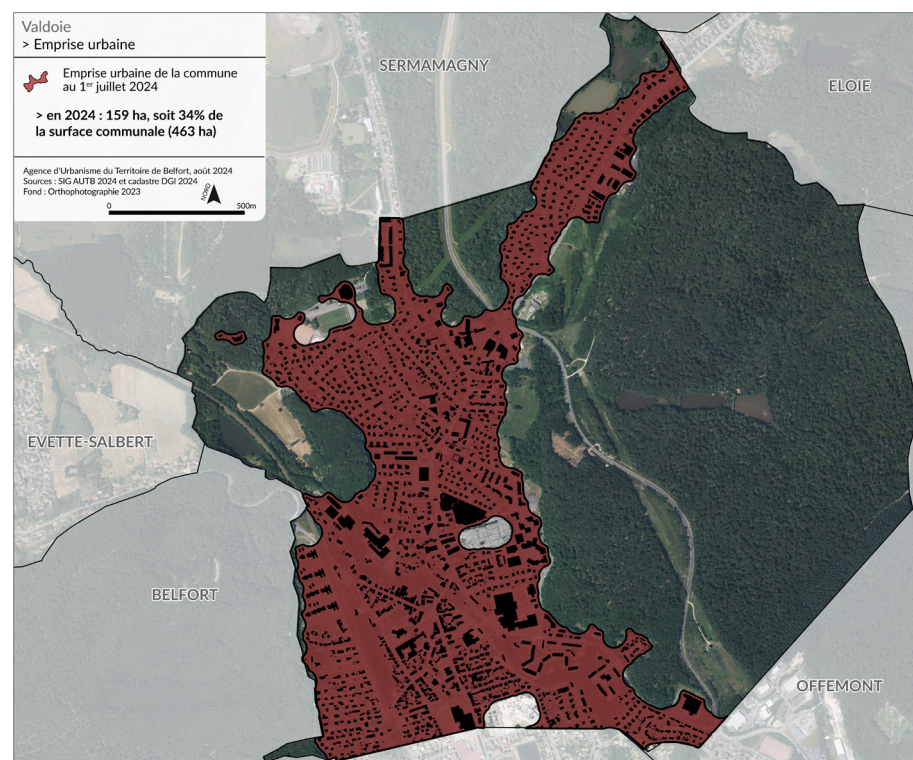 Valdoie
> Emprise urbaine
Emprise urbaine de la commune
au 1er juillet 2024
> en 2024 : 159 ha, soit 34% de
la surface communale (463 ha)
Agence d'Urbanisme du Territoire de Belfort, août 2024
Sources : SIG AUTB 2024 et cadastre DGI 2024
Fond : Orthophotographie 2023
NORD
0 500m
SERMAMAGNY
ELOIE
EVETTE-SALBERT
BELFORT
OFFEMONT